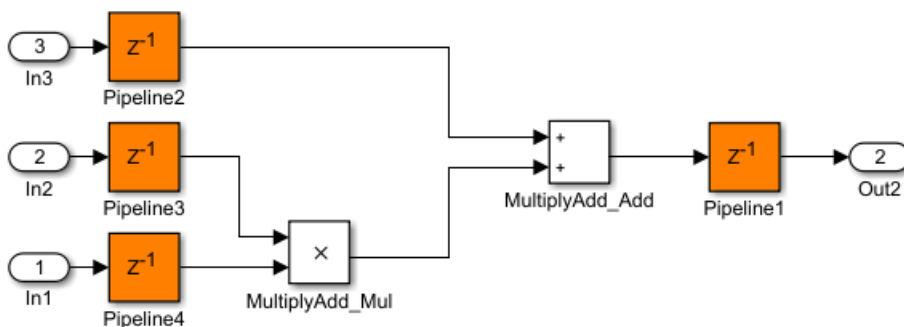 3
In3
Z-1
Pipeline2
2
In2
Z-1
Pipeline3
1
In1
Z-1
Pipeline4
×
MultiplyAdd_Mul
+
+
MultiplyAdd_Add
Z-1
Pipeline1
2
Out2